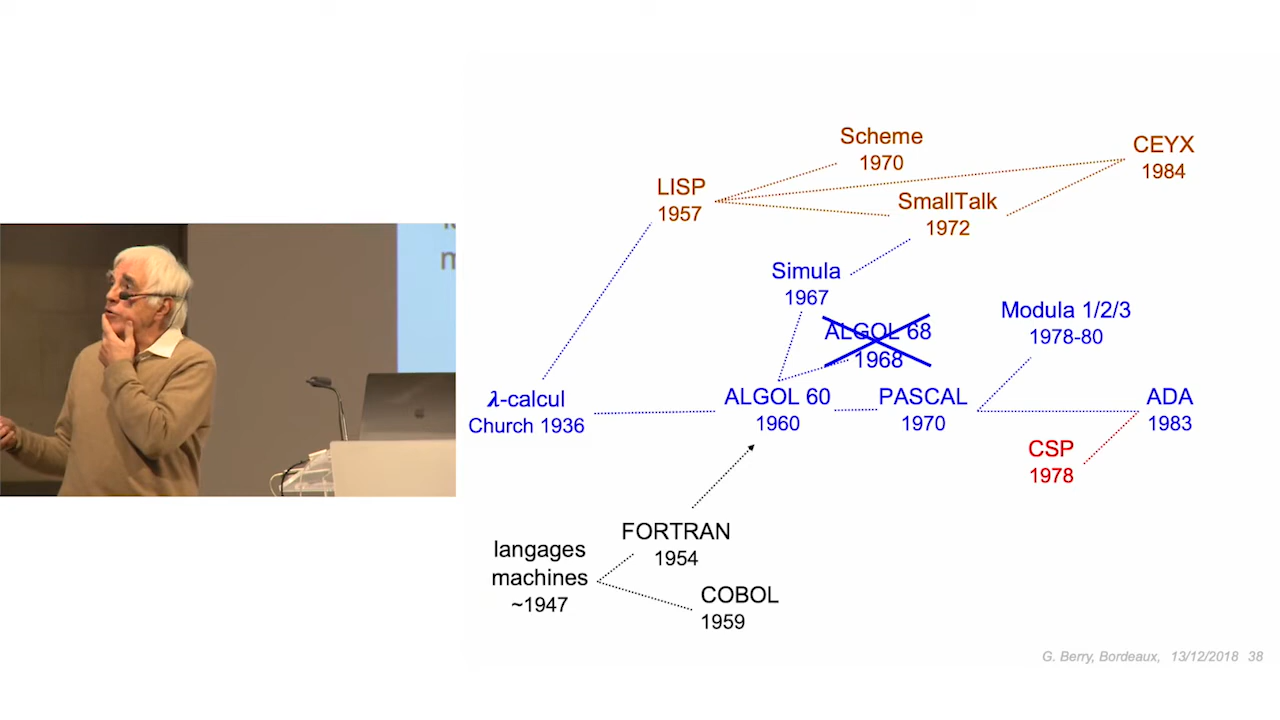 Scheme
1970
CEYX
1984
LISP
1957
SmallTalk
1972
Simula
1967
ALGOL 68
1968
Modula 1/2/3
1978-80
λ-calcul
Church 1936
ALGOL 60
1960
PASCAL
1970
ADA
1983
CSP
1978
FORTRAN
1954
langages
machines
~1947
COBOL
1959
G. Berry, Bordeaux, 13/12/2018 38